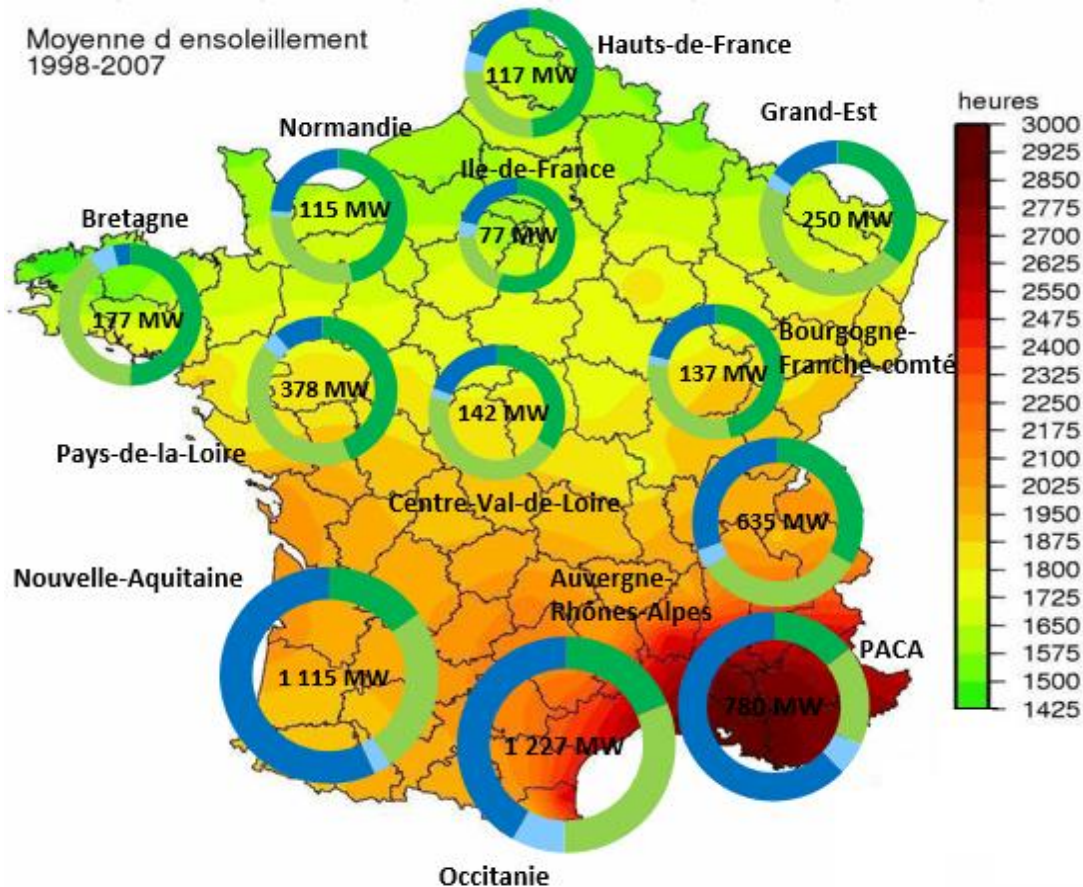 Moyenne d ensoleillement
1998-2007
Hauts-de-France
117 MW
heures
Grand-Est
250 MW
Normandie
115 MW
Ile-de-France
77 MW
Bretagne
177 MW
378 MW
Pays-de-la-Loire
142 MW
Centre-Val-de-Loire
137 MW
Bourgogne-
Franche-comté
635 MW
Auvergne-
Rhônes-Alpes
Nouvelle-Aquitaine
1 115 MW
1 227 MW
Occitanie
PACA
780 MW
3000
2925
2850
2775
2700
2625
2550
2475
2400
2325
2250
2175
2100
2025
1950
1875
1800
1725
1650
1575
1500
1425